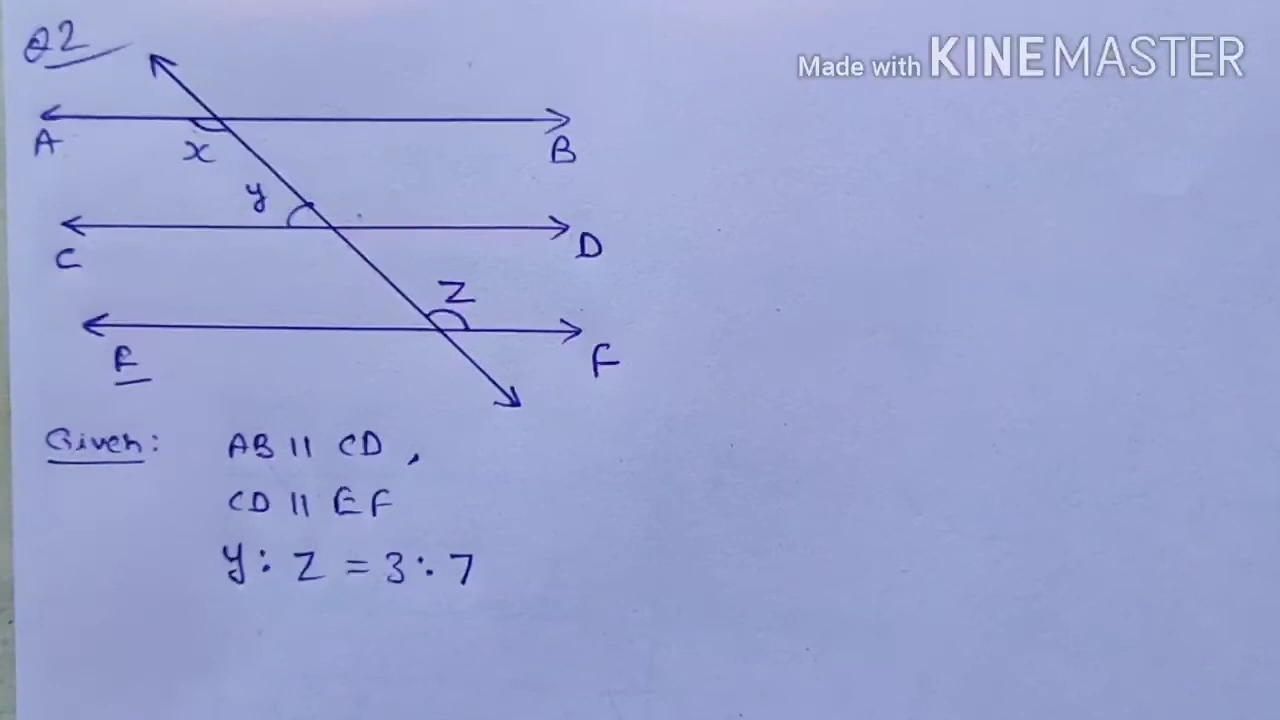 Q2
Made with KINEMASTER
A
x
B
y
C
D
Z
E
F
Given: AB || CD,
CD || EF
y : Z = 3 : 7